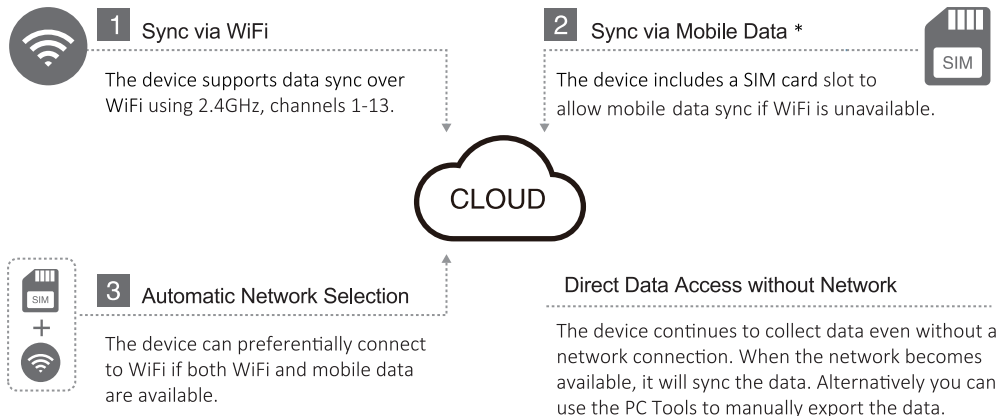 1 Sync via WiFi
The device supports data sync over
WiFi using 2.4GHz, channels 1-13.
2 Sync via Mobile Data *
SIM
The device includes a SIM card slot to
allow mobile data sync if WiFi is unavailable.
CLOUD
SIM
+
3 Automatic Network Selection
The device can preferentially connect
to WiFi if both WiFi and mobile data
are available.
Direct Data Access without Network
The device continues to collect data even without a
network connection. When the network becomes
available, it will sync the data. Alternatively you can
use the PC Tools to manually export the data.